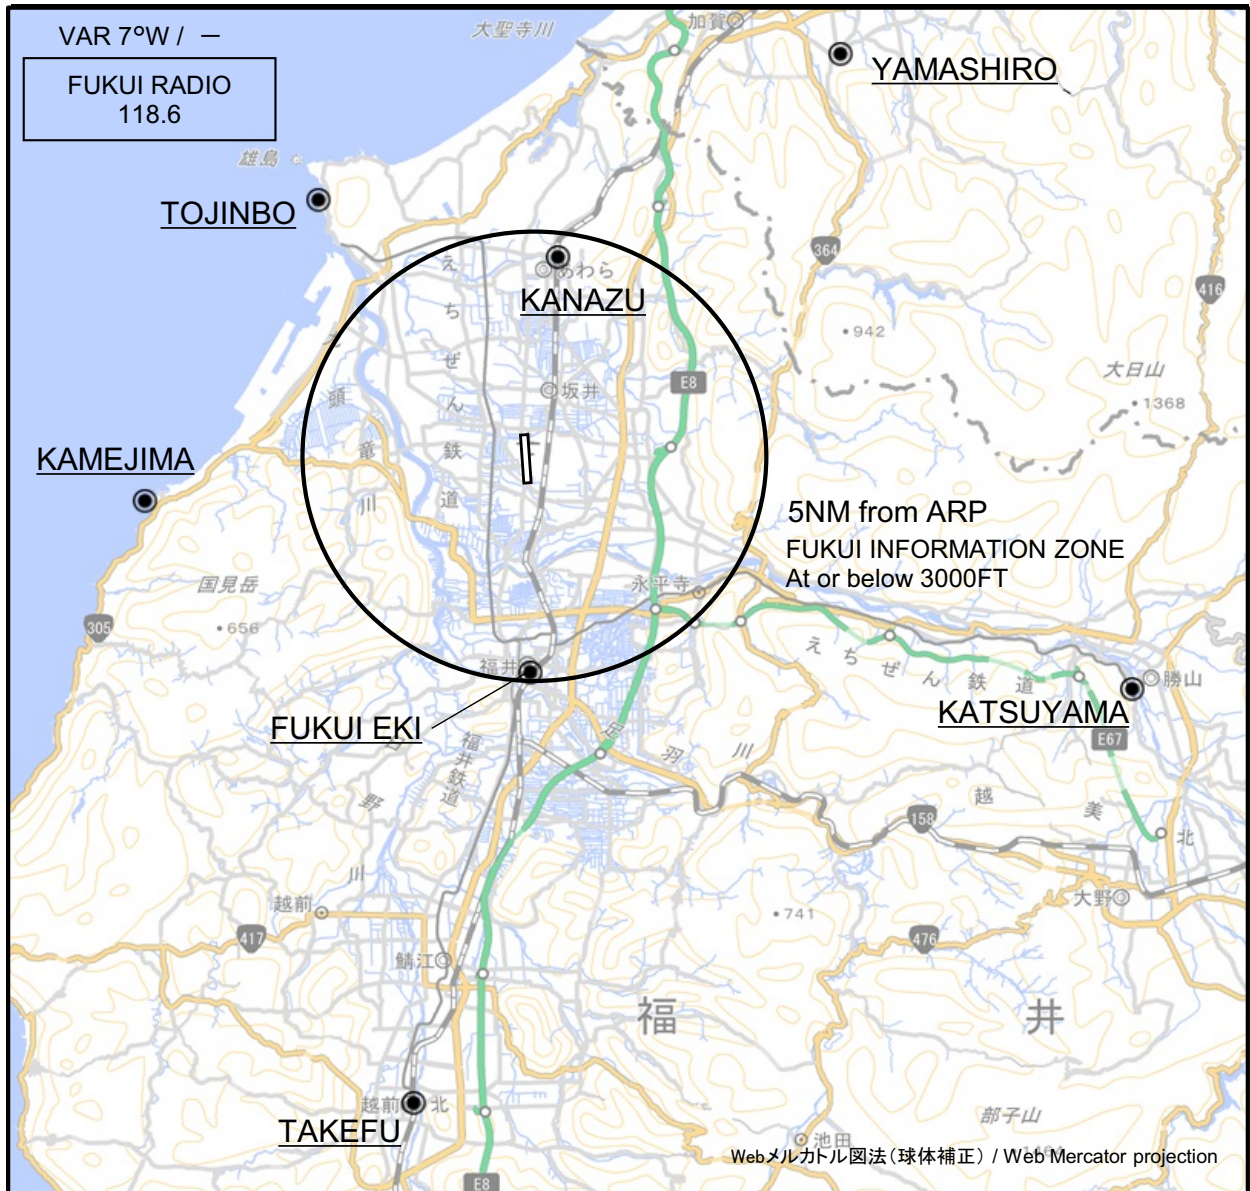 VAR 7°W / －
FUKUI RADIO
118.6
大聖寺川
加賀
YAMASHIRO
雄島
TOJINBO
364
416
あわら
KANAZU
えちぜん鉄道
942
大日山
1368
E8
坂井
頭竜川
KAMEJIMA
5NM from ARP
FUKUI INFORMATION ZONE
At or below 3000FT
国見岳
656
305
永平寺
えちぜん鉄道
福井
勝山
KATSUYAMA
FUKUI EKI
E67
福井鉄道
足羽川
日野川
越美北
158
越前
大野
741
417
476
鯖江
福井
越前
北
TAKEFU
部子山
池田
Webメルカトル図法（球体補正） / Web Mercator projection
E8